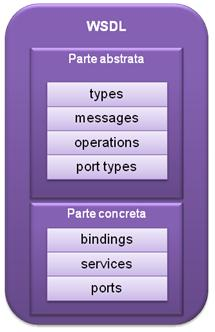 WSDL
Parte abstrata
types
messages
operations
port types
Parte concreta
bindings
services
ports